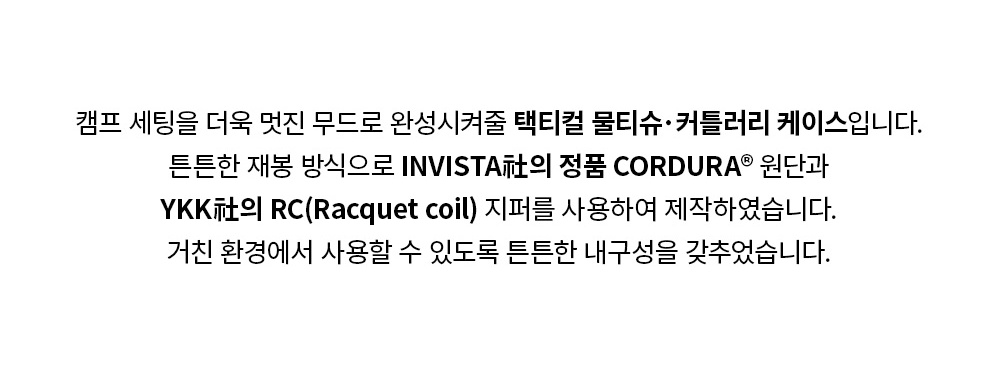 캠프 세팅을 더욱 멋진 무드로 완성시켜줄 택티컬 물티슈·커틀러리 케이스입니다.
튼튼한 재봉 방식으로 INVISTA社의 정품 CORDURA® 원단과
YKK社의 RC(Racquet coil) 지퍼를 사용하여 제작하였습니다.
거친 환경에서 사용할 수 있도록 튼튼한 내구성을 갖추었습니다.